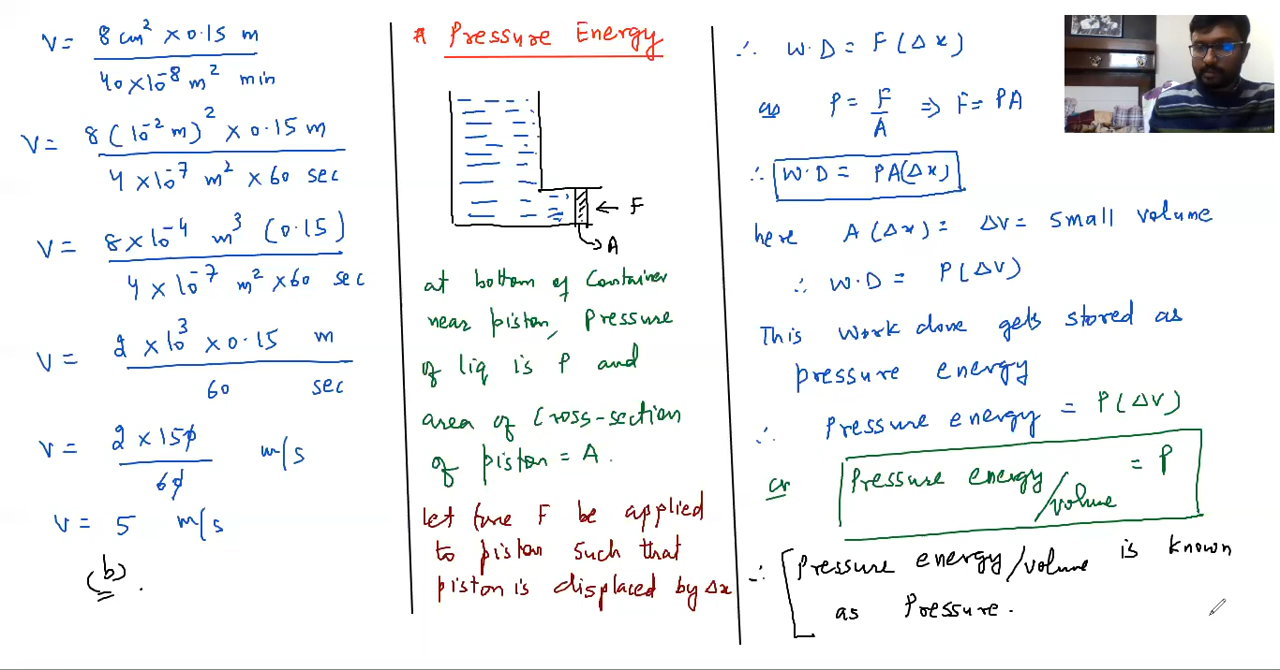 V = 8 cm² × 0.15 m / 40 × 10⁻⁸ m² min
V = 8 (10⁻² m)² × 0.15 m / 4 × 10⁻⁷ m² × 60 sec
V = 8 × 10⁻⁴ m³ (0.15) / 4 × 10⁻⁷ m² × 60 sec
V = 2 × 10³ × 0.15 m / 60 sec
V = 2 × 150 / 60 m/s
V = 5 m/s
(b).
* Pressure Energy
← F
→ A
at bottom of Container
near piston, Pressure
of liq is P and
area of Cross-section
of piston = A.
let force F be applied
to piston such that
piston is displaced by Δx
∴ W.D = F (Δx)
as P = F/A ⇒ F = PA
∴ W.D = PA(Δx)
here A (Δx) = ΔV = small volume
∴ W.D = P (ΔV)
This work done gets stored as
pressure energy
∴ Pressure energy = P (ΔV)
or Pressure energy/volume = P
∴ [Pressure energy/volume is known
as Pressure.